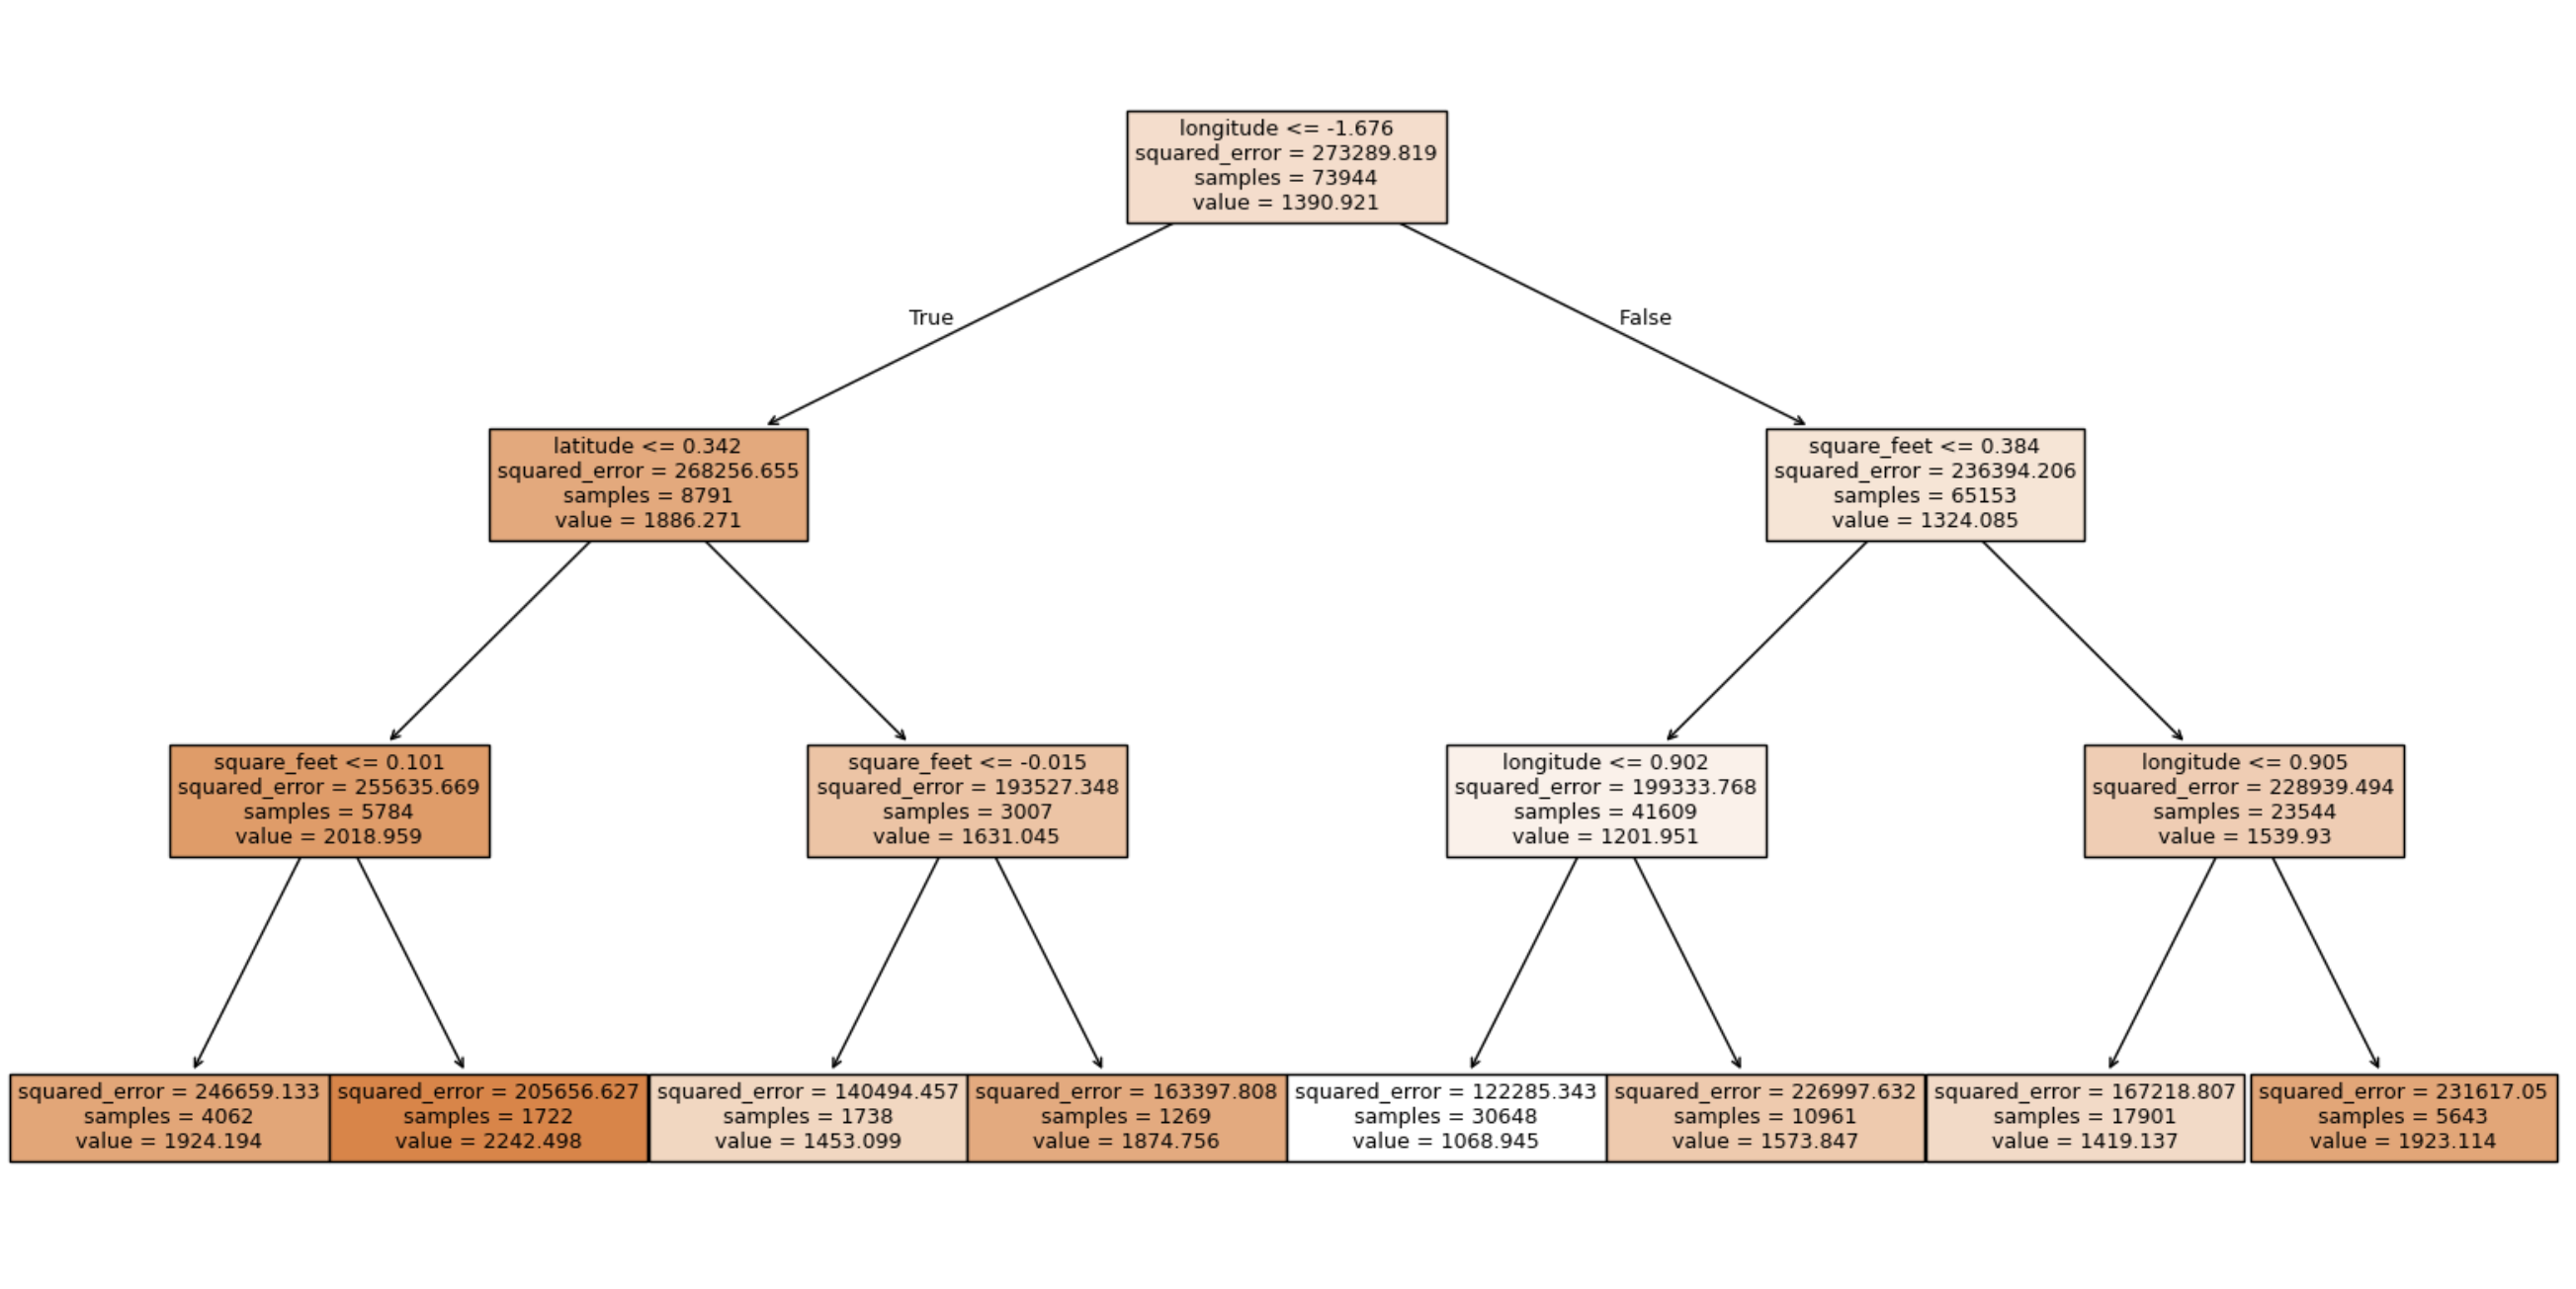 longitude <= -1.676
squared_error = 273289.819
samples = 73944
value = 1390.921
True
False
latitude <= 0.342
squared_error = 268256.655
samples = 8791
value = 1886.271
square_feet <= 0.384
squared_error = 236394.206
samples = 65153
value = 1324.085
square_feet <= 0.101
squared_error = 255635.669
samples = 5784
value = 2018.959
square_feet <= -0.015
squared_error = 193527.348
samples = 3007
value = 1631.045
longitude <= 0.902
squared_error = 199333.768
samples = 41609
value = 1201.951
longitude <= 0.905
squared_error = 228939.494
samples = 23544
value = 1539.93
squared_error = 246659.133
samples = 4062
value = 1924.194
squared_error = 205656.627
samples = 1722
value = 2242.498
squared_error = 140494.457
samples = 1738
value = 1453.099
squared_error = 163397.808
samples = 1269
value = 1874.756
squared_error = 122285.343
samples = 30648
value = 1068.945
squared_error = 226997.632
samples = 10961
value = 1573.847
squared_error = 167218.807
samples = 17901
value = 1419.137
squared_error = 231617.05
samples = 5643
value = 1923.114